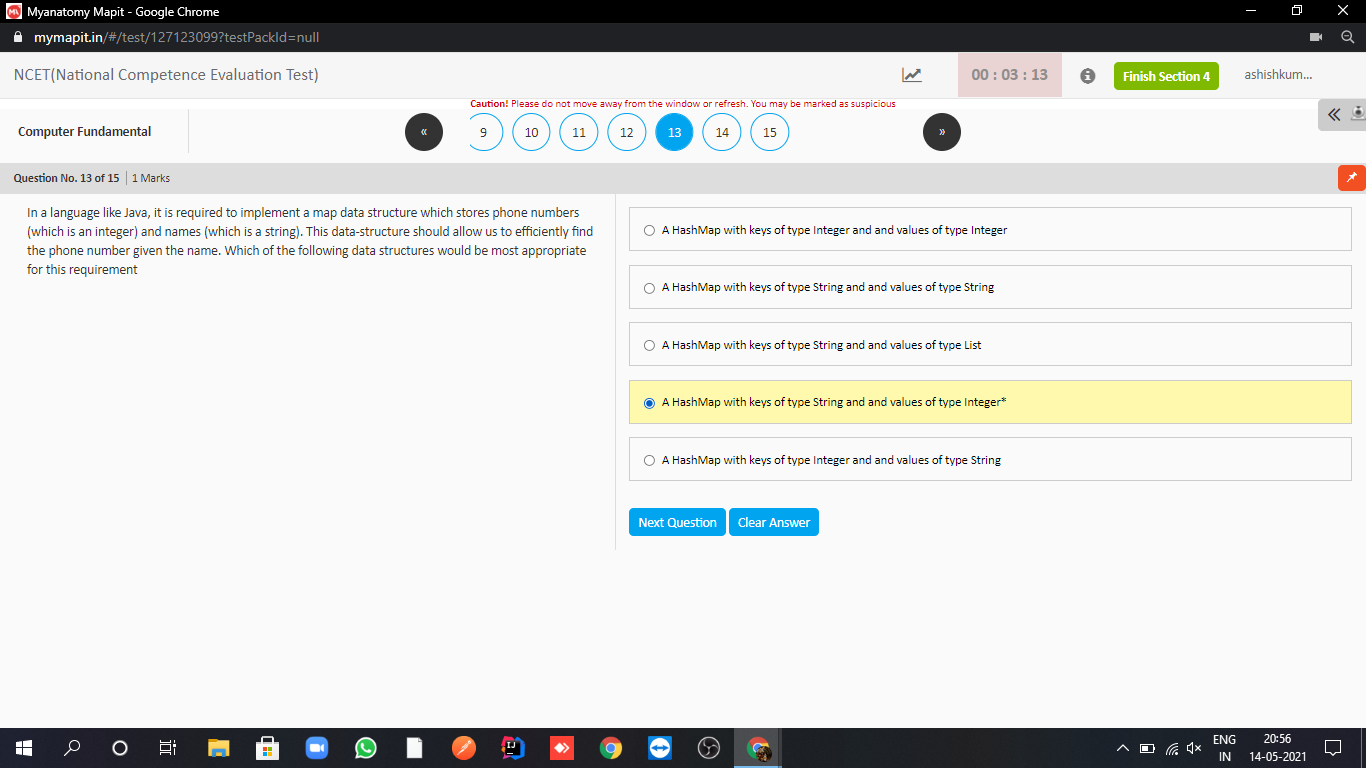 Myanatomy Mapit - Google Chrome
mymapit.in/#/test/127123099?testPackId=null
NCET(National Competence Evaluation Test)
00 : 03 : 13
Finish Section 4
ashishkum...
Caution! Please do not move away from the window or refresh. You may be marked as suspicious
Computer Fundamental
« 9 10 11 12 13 14 15 »
Question No. 13 of 15 | 1 Marks
In a language like Java, it is required to implement a map data structure which stores phone numbers
(which is an integer) and names (which is a string). This data-structure should allow us to efficiently find
the phone number given the name. Which of the following data structures would be most appropriate
for this requirement
A HashMap with keys of type Integer and and values of type Integer
A HashMap with keys of type String and and values of type String
A HashMap with keys of type String and and values of type List
A HashMap with keys of type String and and values of type Integer*
A HashMap with keys of type Integer and and values of type String
Next Question
Clear Answer
ENG
IN
20:56
14-05-2021